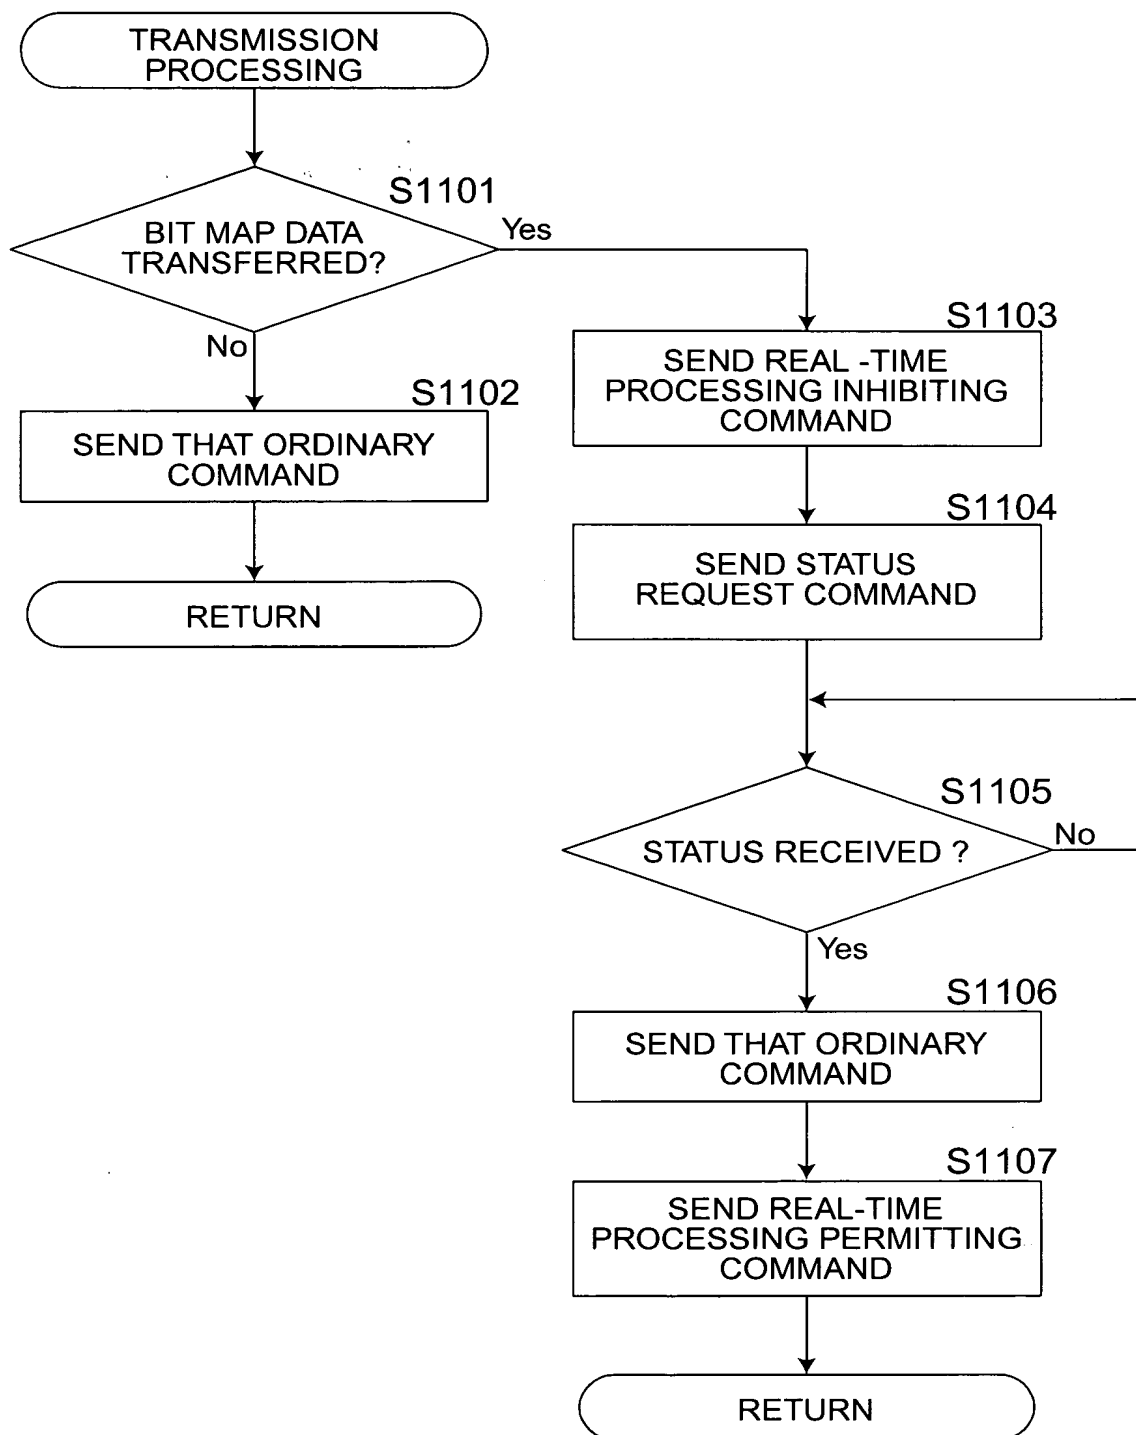 TRANSMISSION
PROCESSING
S1101
BIT MAP DATA
TRANSFERRED?
Yes
No
S1102
SEND THAT ORDINARY
COMMAND
RETURN
S1103
SEND REAL -TIME
PROCESSING INHIBITING
COMMAND
S1104
SEND STATUS
REQUEST COMMAND
S1105
STATUS RECEIVED ?
No
Yes
S1106
SEND THAT ORDINARY
COMMAND
S1107
SEND REAL-TIME
PROCESSING PERMITTING
COMMAND
RETURN